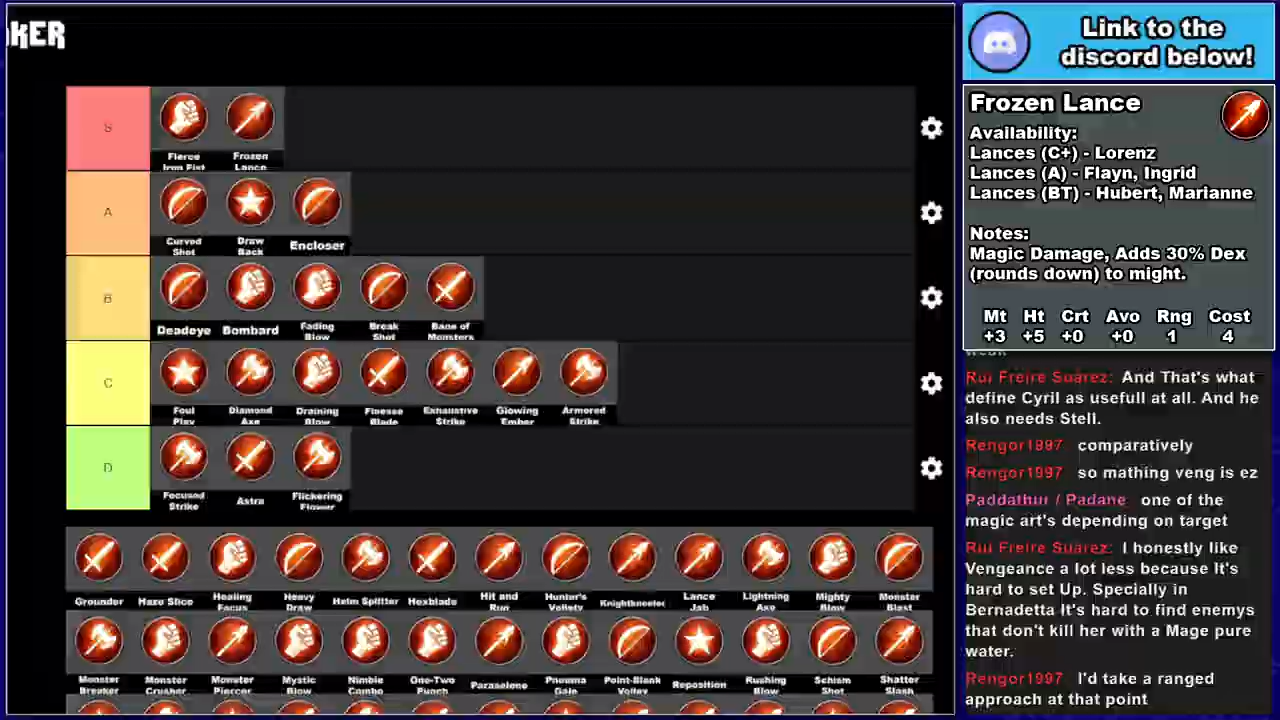 KER
S
Fierce
Iron Fist
Frozen
Lance
A
Curved
Shot
Draw
Back
Encloser
B
Deadeye
Bombard
Fading
Blow
Break
Shot
Bane of
Monsters
C
Foul
Play
Diamond
Axe
Draining
Blow
Finesse
Blade
Exhaustive
Strike
Glowing
Ember
Armored
Strike
D
Focused
Strike
Astra
Flickering
Flower
Grounder
Haze Slice
Healing
Focus
Heavy
Draw
Helm Splitter
Hexblade
Hit and
Run
Hunter's
Volley
Knightkneeler
Lance
Jab
Lightning
Axe
Mighty
Blow
Monster
Blast
Monster
Breaker
Monster
Crusher
Monster
Piercer
Mystic
Blow
Nimble
Combo
One-Two
Punch
Paraselene
Pneuma
Gale
Point-Blank
Volley
Reposition
Rushing
Blow
Schism
Shot
Shatter
Slash
Link to the
discord below!
Frozen Lance
Availability:
Lances (C+) - Lorenz
Lances (A) - Flayn, Ingrid
Lances (BT) - Hubert, Marianne
Notes:
Magic Damage, Adds 30% Dex
(rounds down) to might.
Mt Ht Crt Avo Rng Cost
+3 +5 +0 +0 1 4
weak
Rui Freire Suárez: And That's what
define Cyril as usefull at all. And he
also needs Stell.
Rengor1997 comparatively
Rengor1997 so mathing veng is ez
Paddathur / Padane one of the
magic art's depending on target
Rui Freire Suárez: I honestly like
Vengeance a lot less because It's
hard to set Up. Specially in
Bernadetta It's hard to find enemys
that don't kill her with a Mage pure
water.
Rengor1997 I'd take a ranged
approach at that point